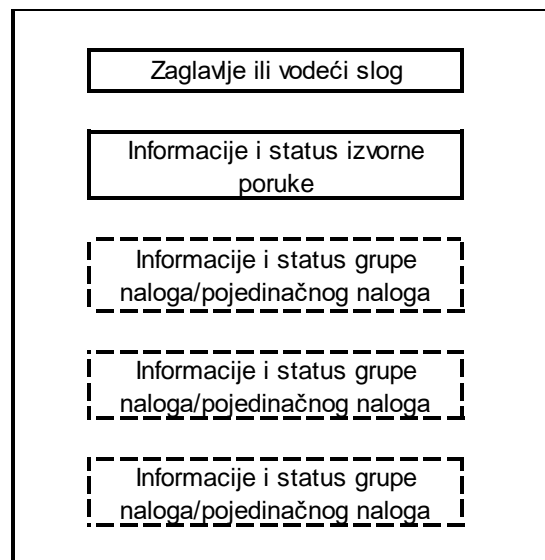 Zaglavlje ili vodeći slog
Informacije i status izvorne
poruke
Informacije i status grupe
naloga/pojedinačnog naloga
Informacije i status grupe
naloga/pojedinačnog naloga
Informacije i status grupe
naloga/pojedinačnog naloga